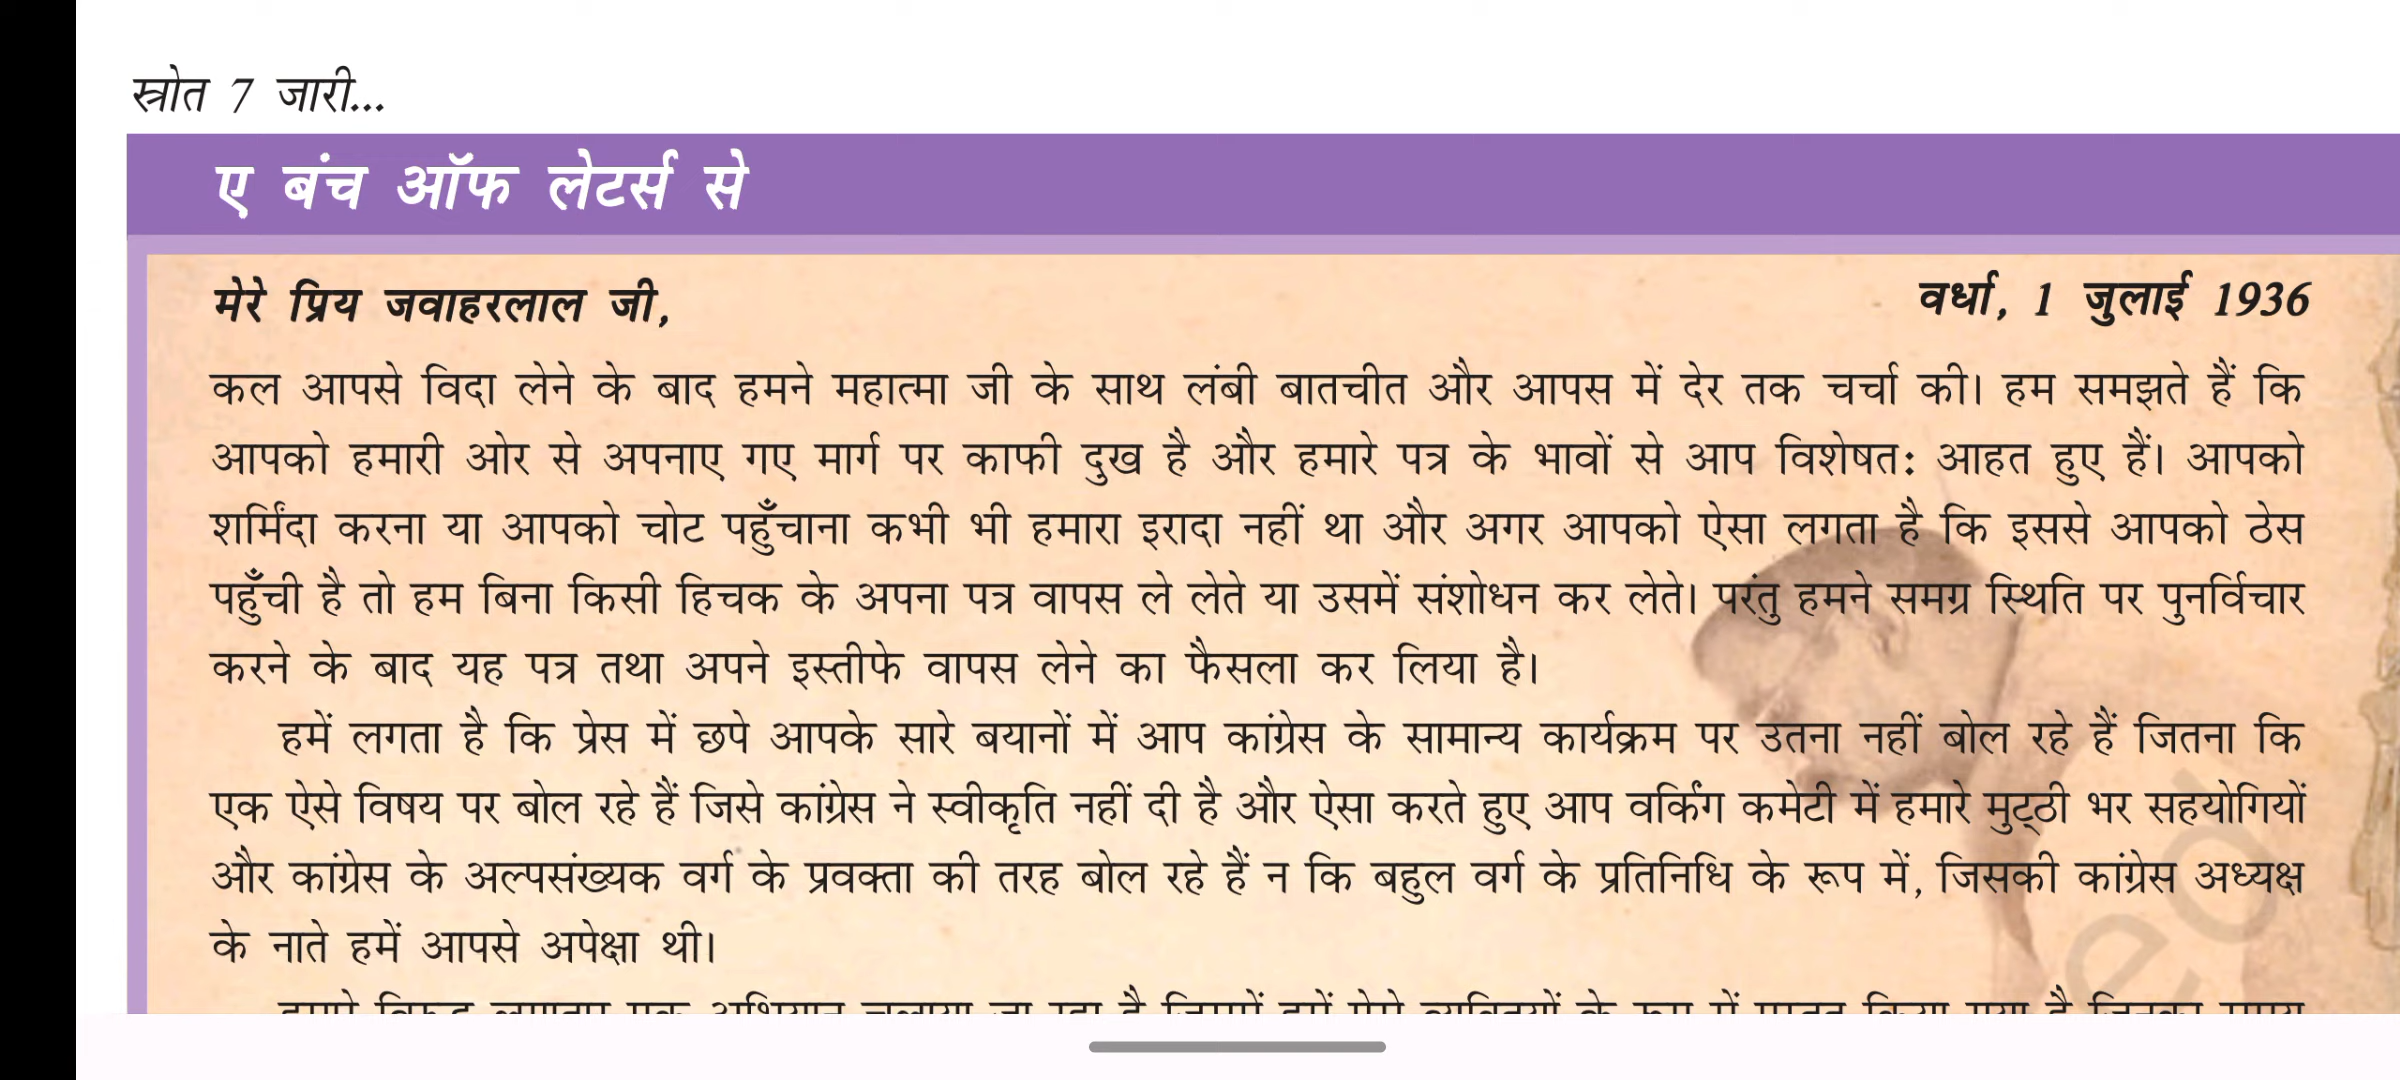 स्रोत 7 जारी...
ए बंच ऑफ लेटर्स से
मेरे प्रिय जवाहरलाल जी,
वर्धा, 1 जुलाई 1936
कल आपसे विदा लेने के बाद हमने महात्मा जी के साथ लंबी बातचीत और आपस में देर तक चर्चा की। हम समझते हैं कि
आपको हमारी ओर से अपनाए गए मार्ग पर काफी दुख है और हमारे पत्र के भावों से आप विशेषतः आहत हुए हैं। आपको
शर्मिंदा करना या आपको चोट पहुँचाना कभी भी हमारा इरादा नहीं था और अगर आपको ऐसा लगता है कि इससे आपको ठेस
पहुँची है तो हम बिना किसी हिचक के अपना पत्र वापस ले लेते या उसमें संशोधन कर लेते। परंतु हमने समग्र स्थिति पर पुनर्विचार
करने के बाद यह पत्र तथा अपने इस्तीफे वापस लेने का फैसला कर लिया है।
हमें लगता है कि प्रेस में छपे आपके सारे बयानों में आप कांग्रेस के सामान्य कार्यक्रम पर उतना नहीं बोल रहे हैं जितना कि
एक ऐसे विषय पर बोल रहे हैं जिसे कांग्रेस ने स्वीकृति नहीं दी है और ऐसा करते हुए आप वर्किंग कमेटी में हमारे मुट्ठी भर सहयोगियों
और कांग्रेस के अल्पसंख्यक वर्ग के प्रवक्ता की तरह बोल रहे हैं न कि बहुल वर्ग के प्रतिनिधि के रूप में, जिसकी कांग्रेस अध्यक्ष
के नाते हमें आपसे अपेक्षा थी।
ed